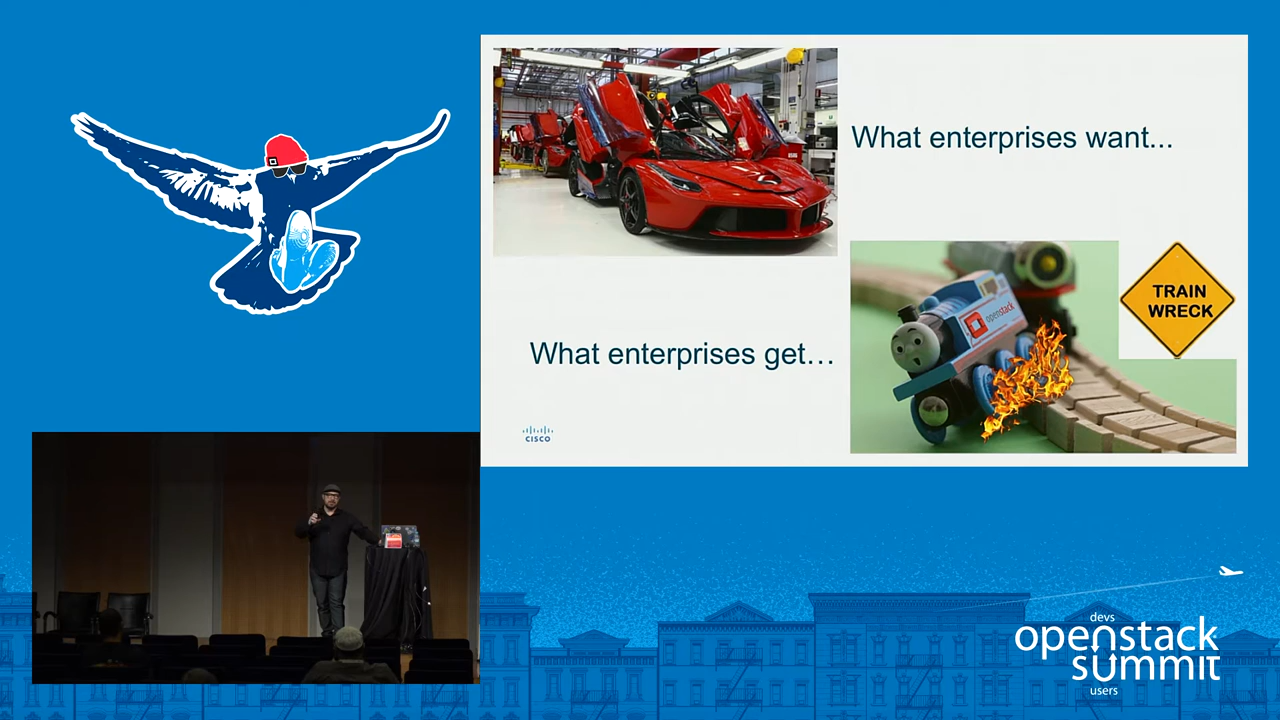 What enterprises want...
What enterprises get...
openstack
TRAIN
WRECK
CISCO
devs
openstack
summit
users